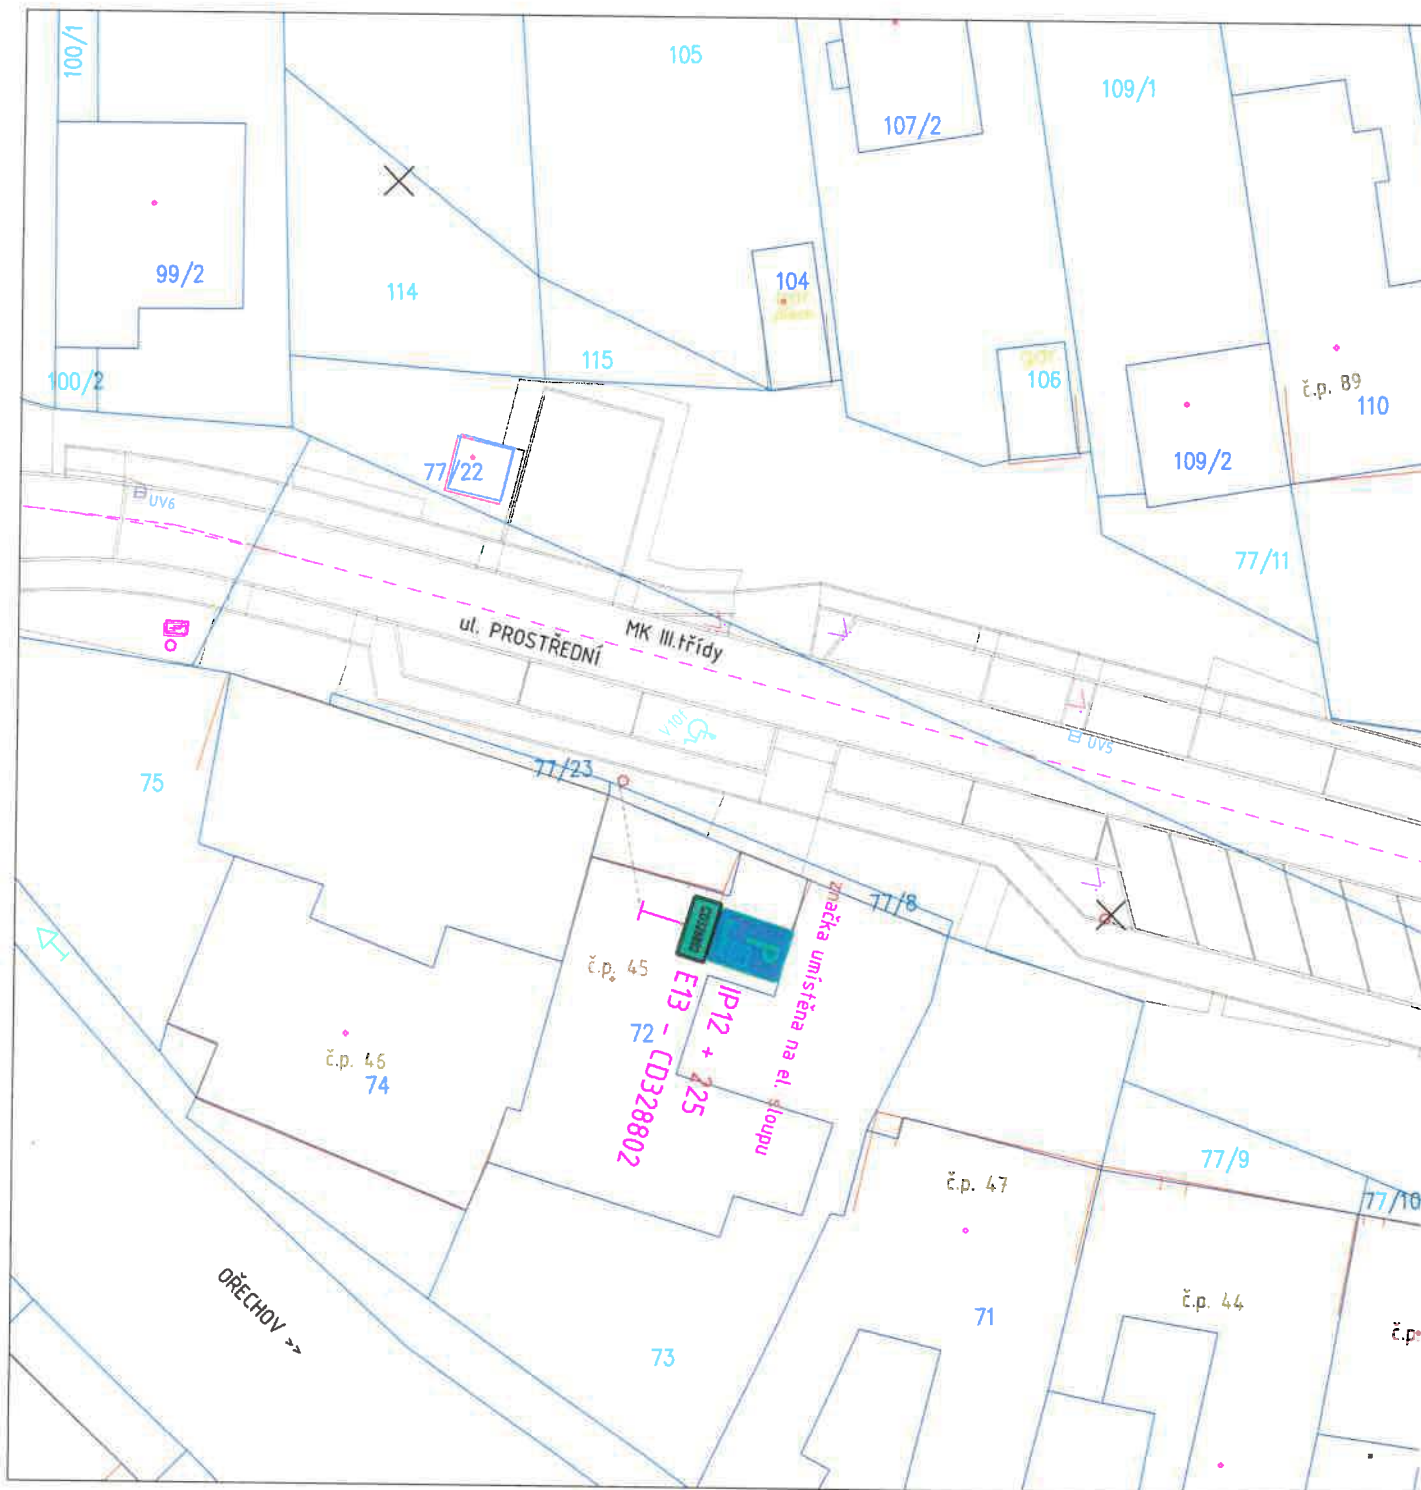 100/1
105
109/1
107/2
99/2
114
104
115
gar.
106
100/2
č.p. 89
110
77/22
109/2
UV6
77/11
ul. PROSTŘEDNÍ
MK III.třídy
V10f
UV5
75
77/23
77/8
značka umístěna na el. sloupu
P
CD328802
IP12 + 225
E13 - CD328802
č.p. 45
72
č.p. 46
74
77/9
č.p. 47
77/10
OŘECHOV >>
č.p. 44
71
č.p.
73